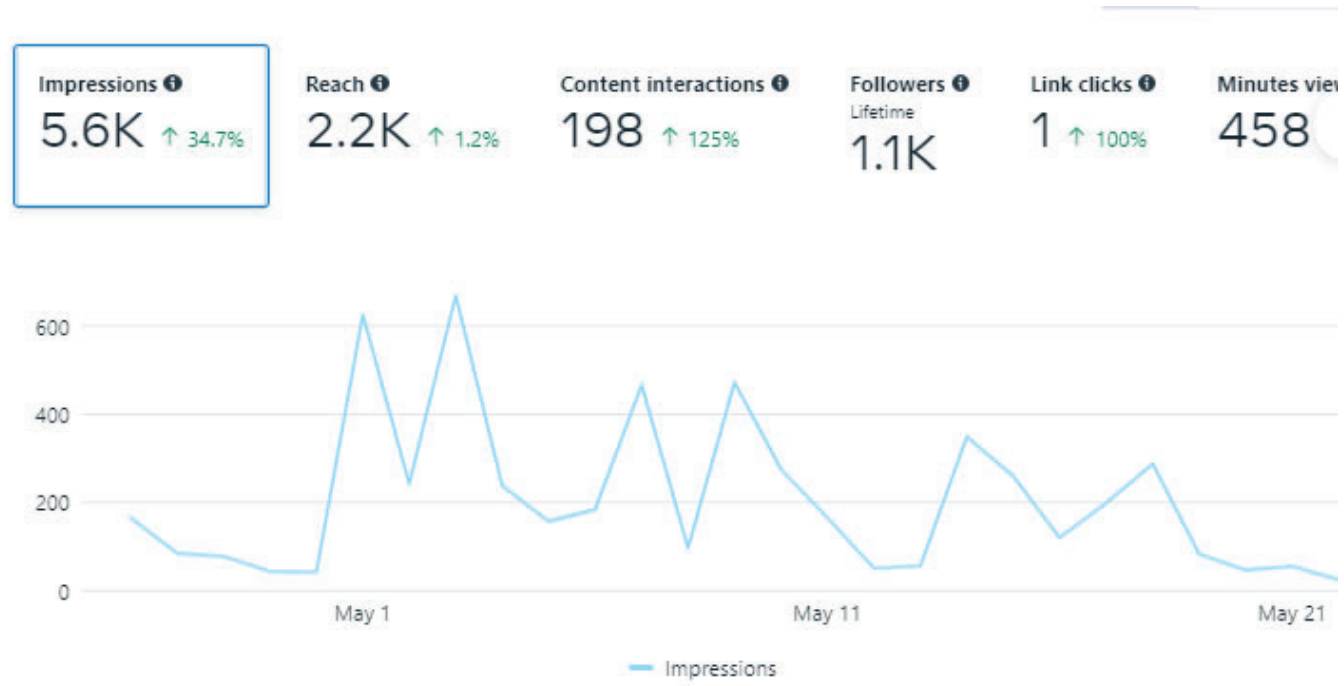 Impressions
5.6K ↑ 34.7%
Reach
2.2K ↑ 1.2%
Content interactions
198 ↑ 125%
Followers
Lifetime
1.1K
Link clicks
1 ↑ 100%
Minutes
458
600
400
200
0
May 1
May 11
May 21
Impressions